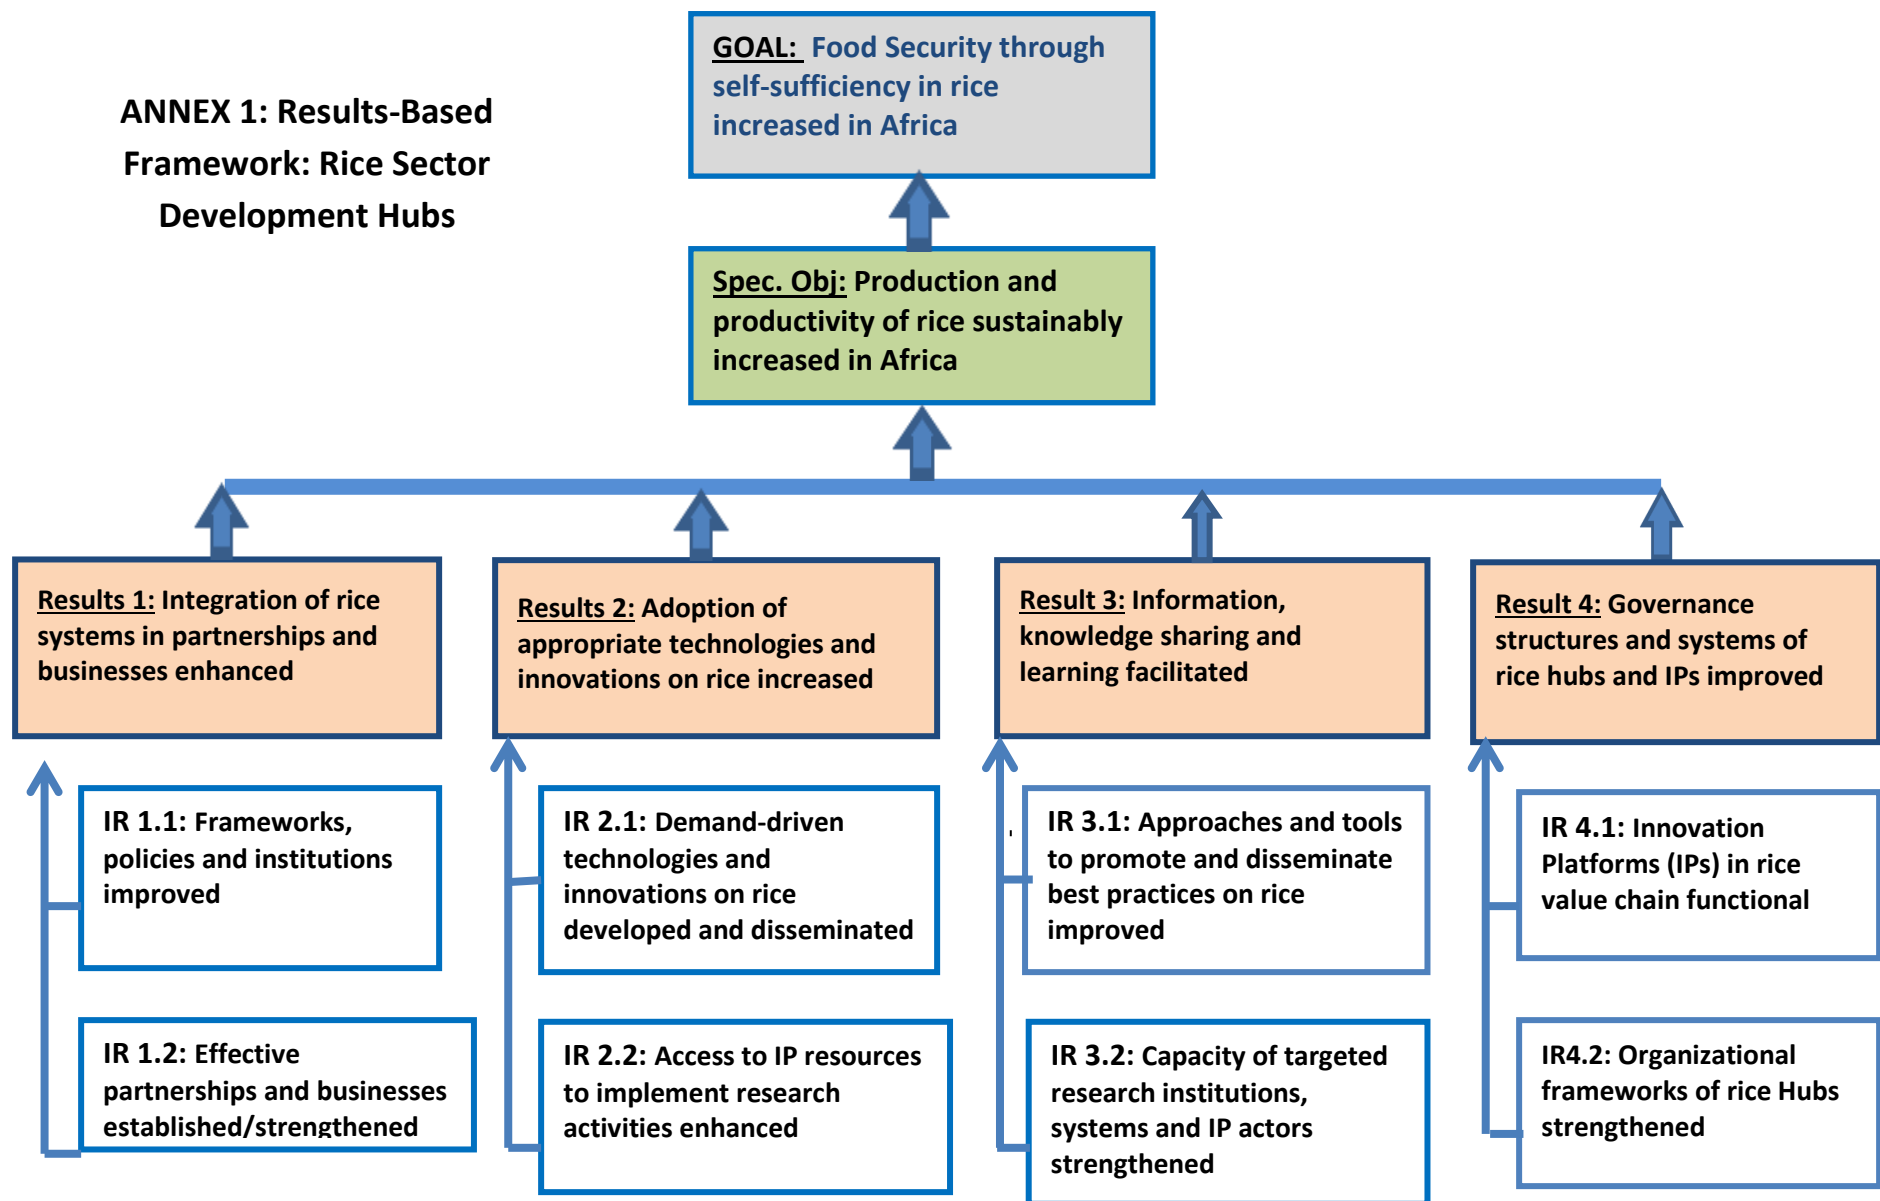 ANNEX 1: Results-Based
Framework: Rice Sector
Development Hubs
GOAL: Food Security through
self-sufficiency in rice
increased in Africa
Spec. Obj: Production and
productivity of rice sustainably
increased in Africa
Results 1: Integration of rice
systems in partnerships and
businesses enhanced
Results 2: Adoption of
appropriate technologies and
innovations on rice increased
Result 3: Information,
knowledge sharing and
learning facilitated
Result 4: Governance
structures and systems of
rice hubs and IPs improved
IR 1.1: Frameworks,
policies and institutions
improved
IR 2.1: Demand-driven
technologies and
innovations on rice
developed and disseminated
IR 3.1: Approaches and tools
to promote and disseminate
best practices on rice
improved
IR 4.1: Innovation
Platforms (IPs) in rice
value chain functional
IR 1.2: Effective
partnerships and businesses
established/strengthened
IR 2.2: Access to IP resources
to implement research
activities enhanced
IR 3.2: Capacity of targeted
research institutions,
systems and IP actors
strengthened
IR4.2: Organizational
frameworks of rice Hubs
strengthened